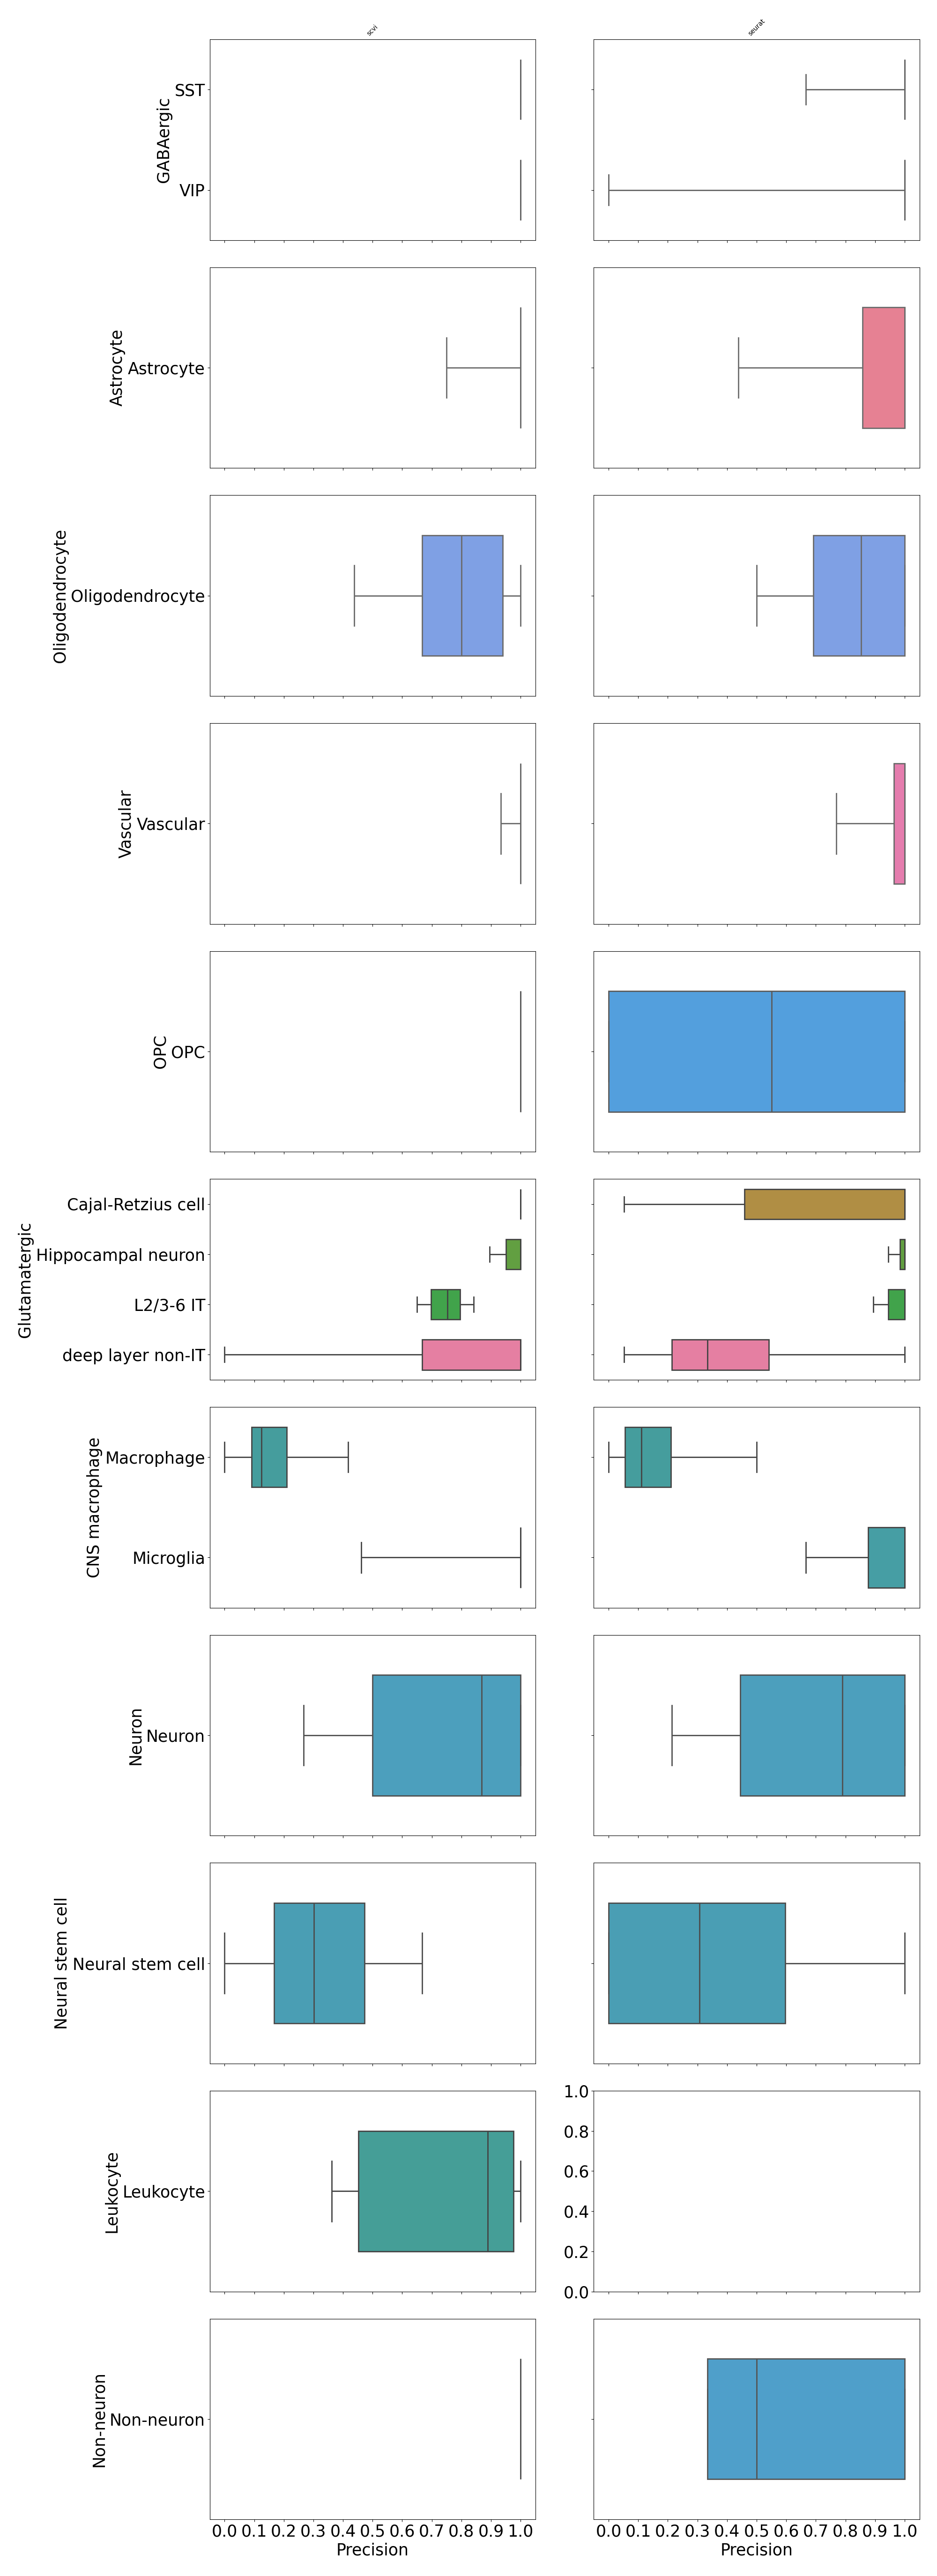 scvi
seurat
GABAergic
SST
VIP
Astrocyte
Astrocyte
Oligodendrocyte
Oligodendrocyte
Vascular
Vascular
OPC
OPC
Glutamatergic
Cajal-Retzius cell
Hippocampal neuron
L2/3-6 IT
deep layer non-IT
CNS macrophage
Macrophage
Microglia
Neuron
Neuron
Neural stem cell
Neural stem cell
Leukocyte
Leukocyte
1.0
0.8
0.6
0.4
0.2
0.0
Non-neuron
Non-neuron
0.0 0.1 0.2 0.3 0.4 0.5 0.6 0.7 0.8 0.9 1.0
Precision
0.0 0.1 0.2 0.3 0.4 0.5 0.6 0.7 0.8 0.9 1.0
Precision